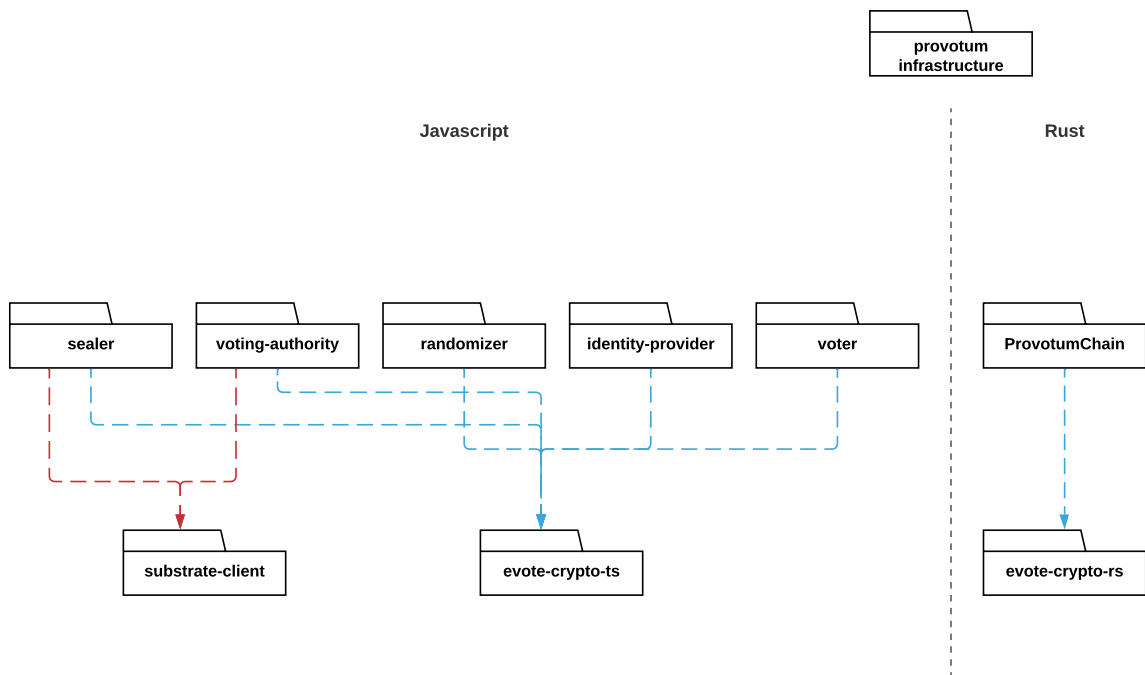 provotum
infrastructure
Javascript
Rust
sealer
voting-authority
randomizer
identity-provider
voter
ProvotumChain
substrate-client
evote-crypto-ts
evote-crypto-rs